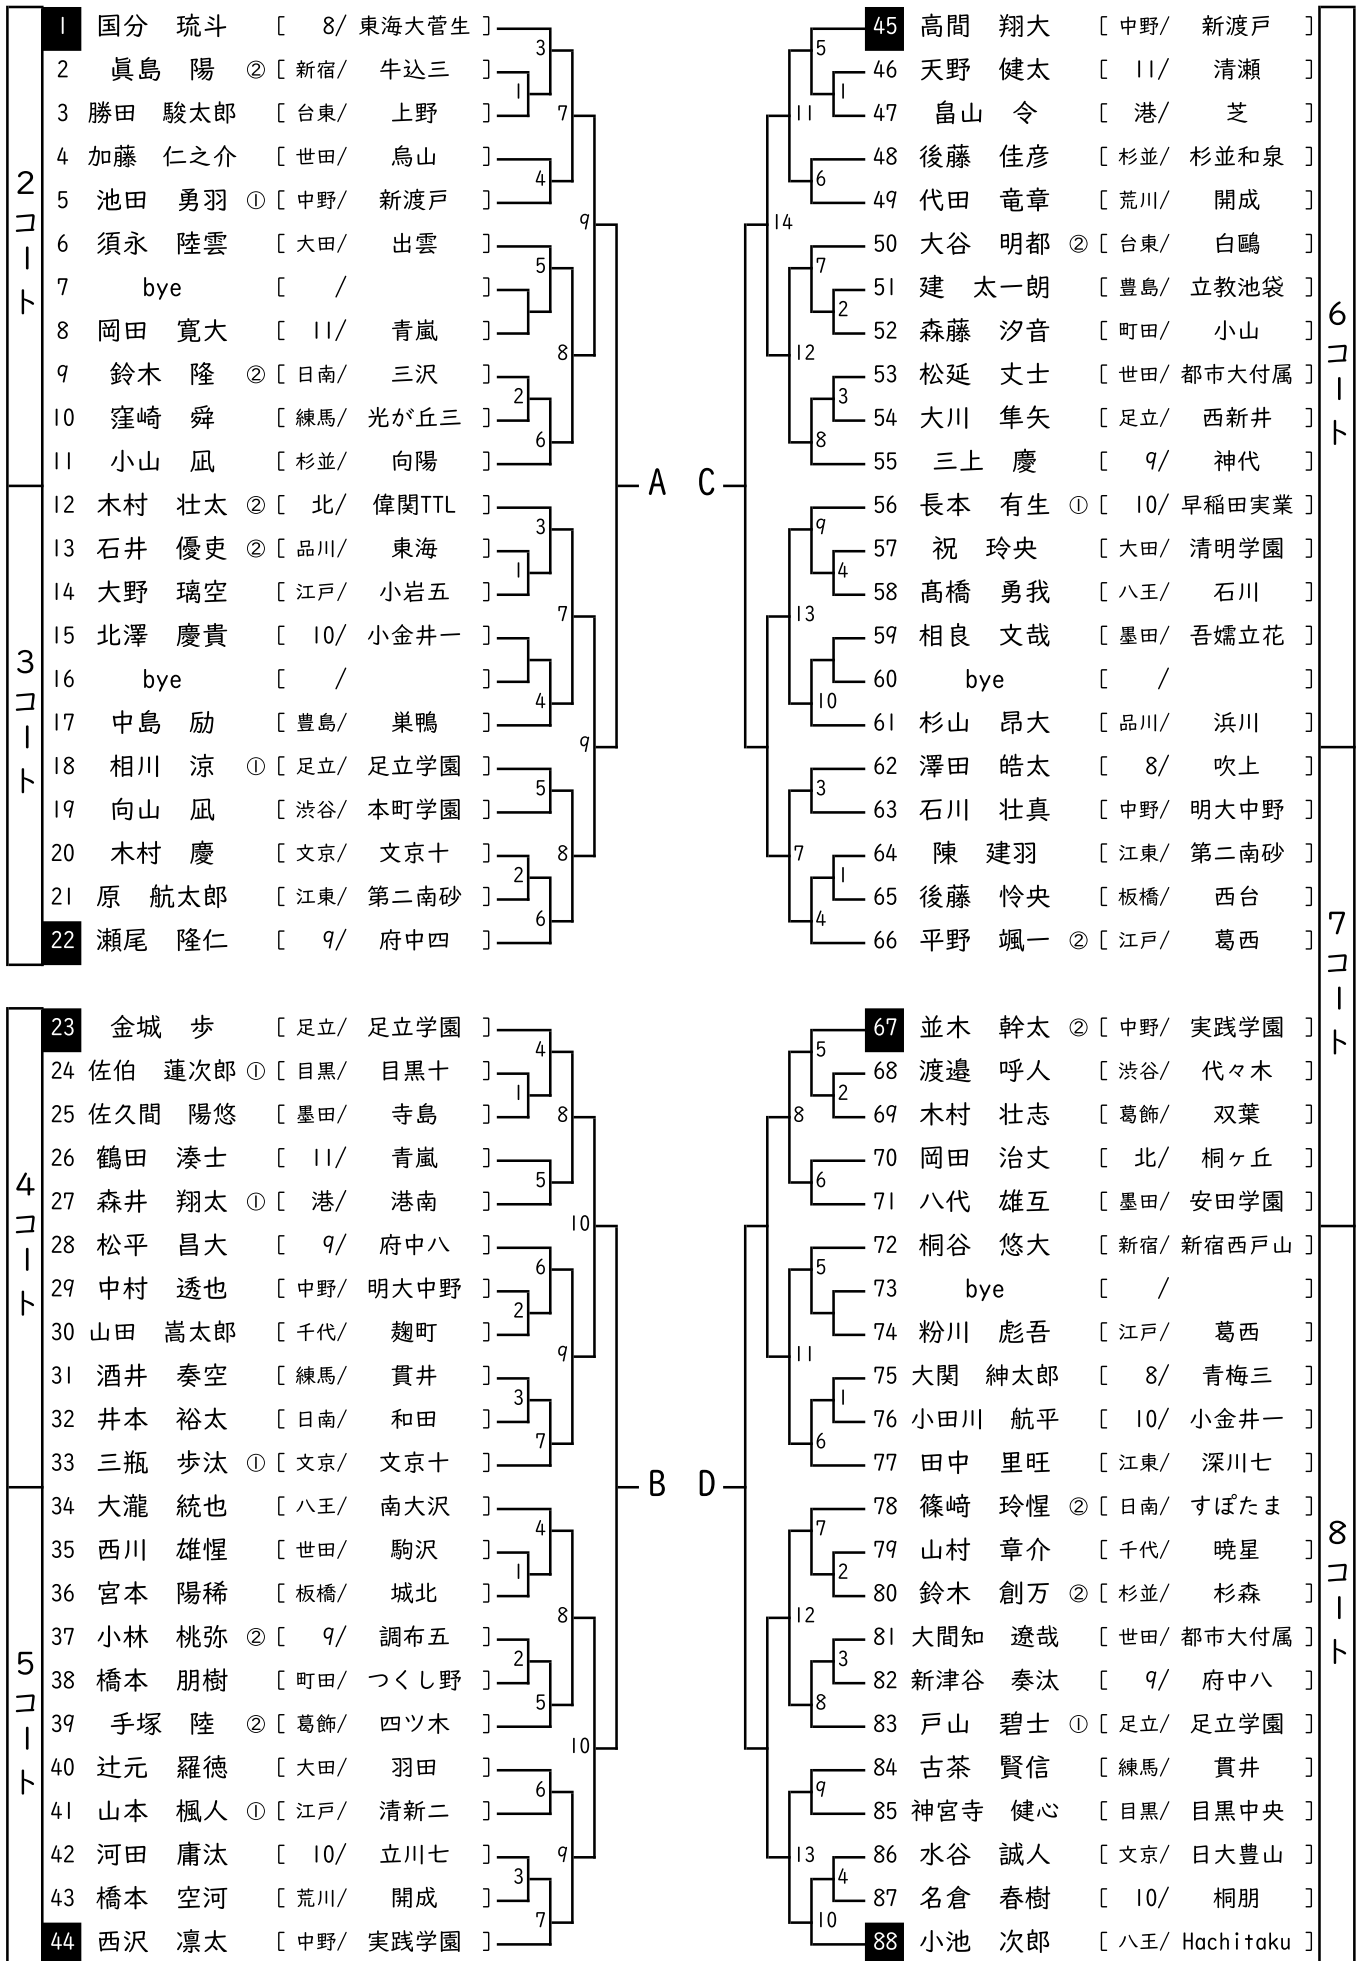 1 国分 琉斗 [ 8/ 東海大菅生 ]
2 眞島 陽 ② [ 新宿/ 牛込三 ]
3 勝田 駿太郎 [ 台東/ 上野 ]
4 加藤 仁之介 [ 世田/ 烏山 ]
5 池田 勇羽 ① [ 中野/ 新渡戸 ]
6 須永 陸雲 [ 大田/ 出雲 ]
7 bye [ / ]
8 岡田 寛大 [ 11/ 青嵐 ]
9 鈴木 隆 ② [ 日南/ 三沢 ]
10 窪崎 舜 [ 練馬/ 光が丘三 ]
11 小山 凪 [ 杉並/ 向陽 ]
2コート
12 木村 壮太 ② [ 北/ 偉関TTL ]
13 石井 優吏 ② [ 品川/ 東海 ]
14 大野 璃空 [ 江戸/ 小岩五 ]
15 北澤 慶貴 [ 10/ 小金井一 ]
16 bye [ / ]
17 中島 励 [ 豊島/ 巣鴨 ]
18 相川 涼 ① [ 足立/ 足立学園 ]
19 向山 凪 [ 渋谷/ 本町学園 ]
20 木村 慶 [ 文京/ 文京十 ]
21 原 航太郎 [ 江東/ 第二南砂 ]
22 瀬尾 隆仁 [ 9/ 府中四 ]
3コート
A
23 金城 歩 [ 足立/ 足立学園 ]
24 佐伯 蓮次郎 ① [ 目黒/ 目黒十 ]
25 佐久間 陽悠 [ 墨田/ 寺島 ]
26 鶴田 湊士 [ 11/ 青嵐 ]
27 森井 翔太 ① [ 港/ 港南 ]
28 松平 昌大 [ 9/ 府中八 ]
29 中村 透也 [ 中野/ 明大中野 ]
30 山田 嵩太郎 [ 千代/ 麹町 ]
31 酒井 奏空 [ 練馬/ 貫井 ]
32 井本 裕太 [ 日南/ 和田 ]
33 三瓶 歩汰 ① [ 文京/ 文京十 ]
4コート
34 大瀧 統也 [ 八王/ 南大沢 ]
35 西川 雄惺 [ 世田/ 駒沢 ]
36 宮本 陽稀 [ 板橋/ 城北 ]
37 小林 桃弥 ② [ 9/ 調布五 ]
38 橋本 朋樹 [ 町田/ つくし野 ]
39 手塚 陸 ② [ 葛飾/ 四ツ木 ]
40 辻元 羅徳 [ 大田/ 羽田 ]
41 山本 楓人 ① [ 江戸/ 清新二 ]
42 河田 庸汰 [ 10/ 立川七 ]
43 橋本 空河 [ 荒川/ 開成 ]
44 西沢 凛太 [ 中野/ 実践学園 ]
5コート
B
45 高間 翔大 [ 中野/ 新渡戸 ]
46 天野 健太 [ 11/ 清瀬 ]
47 畠山 令 [ 港/ 芝 ]
48 後藤 佳彦 [ 杉並/ 杉並和泉 ]
49 代田 竜章 [ 荒川/ 開成 ]
50 大谷 明都 ② [ 台東/ 白鷗 ]
51 建 太一朗 [ 豊島/ 立教池袋 ]
52 森藤 汐音 [ 町田/ 小山 ]
53 松延 丈士 [ 世田/ 都市大付属 ]
54 大川 隼矢 [ 足立/ 西新井 ]
55 三上 慶 [ 9/ 神代 ]
56 長本 有生 ① [ 10/ 早稲田実業 ]
57 祝 玲央 [ 大田/ 清明学園 ]
58 髙橋 勇我 [ 八王/ 石川 ]
59 相良 文哉 [ 墨田/ 吾嬬立花 ]
60 bye [ / ]
61 杉山 昂大 [ 品川/ 浜川 ]
6コート
62 澤田 皓太 [ 8/ 吹上 ]
63 石川 壮真 [ 中野/ 明大中野 ]
64 陳 建羽 [ 江東/ 第二南砂 ]
65 後藤 怜央 [ 板橋/ 西台 ]
66 平野 颯一 ② [ 江戸/ 葛西 ]
C
67 並木 幹太 ② [ 中野/ 実践学園 ]
68 渡邉 呼人 [ 渋谷/ 代々木 ]
69 木村 壮志 [ 葛飾/ 双葉 ]
70 岡田 治丈 [ 北/ 桐ヶ丘 ]
71 八代 雄互 [ 墨田/ 安田学園 ]
7コート
72 桐谷 悠大 [ 新宿/ 新宿西戸山 ]
73 bye [ / ]
74 粉川 彪吾 [ 江戸/ 葛西 ]
75 大関 紳太郎 [ 8/ 青梅三 ]
76 小田川 航平 [ 10/ 小金井一 ]
77 田中 里旺 [ 江東/ 深川七 ]
78 篠﨑 玲惺 ② [ 日南/ すぽたま ]
79 山村 章介 [ 千代/ 暁星 ]
80 鈴木 創万 ② [ 杉並/ 杉森 ]
81 大間知 遼哉 [ 世田/ 都市大付属 ]
82 新津谷 奏汰 [ 9/ 府中八 ]
83 戸山 碧士 ① [ 足立/ 足立学園 ]
84 古茶 賢信 [ 練馬/ 貫井 ]
85 神宮寺 健心 [ 目黒/ 目黒中央 ]
86 水谷 誠人 [ 文京/ 日大豊山 ]
87 名倉 春樹 [ 10/ 桐朋 ]
88 小池 次郎 [ 八王/ Hachitaku ]
8コート
D